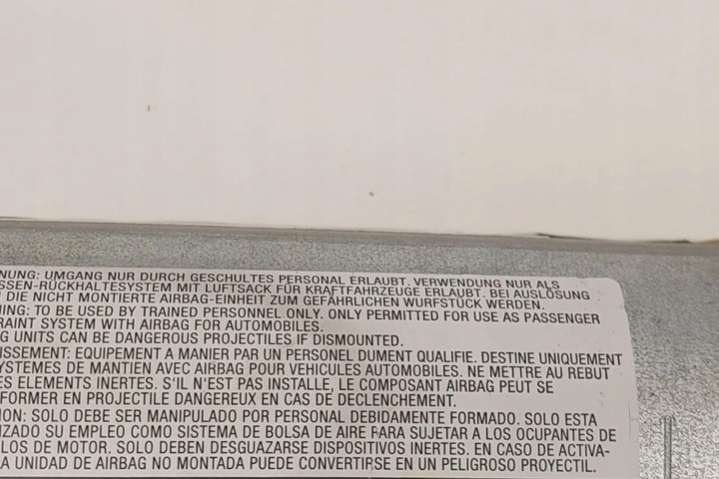 NUNG: UMGANG NUR DURCH GESCHULTES PERSONAL ERLAUBT. VERWENDUNG NUR ALS
SSEN-RÜCKHALTESYSTEM MIT LUFTSACK FÜR KRAFTFAHRZEUGE ERLAUBT. BEI AUSLÖSUNG
DIE NICHT MONTIERTE AIRBAG-EINHEIT ZUM GEFÄHRLICHEN WURFSTÜCK WERDEN.
ING: TO BE USED BY TRAINED PERSONNEL ONLY. ONLY PERMITTED FOR USE AS PASSENGER
RAINT SYSTEM WITH AIRBAG FOR AUTOMOBILES.
G UNITS CAN BE DANGEROUS PROJECTILES IF DISMOUNTED.
ISSEMENT: EQUIPEMENT A MANIER PAR UN PERSONEL DUMENT QUALIFIE. DESTINE UNIQUEMENT
YSTEMES DE MANTIEN AVEC AIRBAG POUR VEHICULES AUTOMOBILES. NE METTRE AU REBUT
ES ELEMENTS INERTES. S'IL N'EST PAS INSTALLE, LE COMPOSANT AIRBAG PEUT SE
FORMER EN PROJECTILE DANGEREUX EN CAS DE DECLENCHEMENT.
ION: SOLO DEBE SER MANIPULADO POR PERSONAL DEBIDAMENTE FORMADO. SOLO ESTA
IZADO SU EMPLEO COMO SISTEMA DE BOLSA DE AIRE PARA SUJETAR A LOS OCUPANTES DE
LOS DE MOTOR. SOLO DEBEN DESGUAZARSE DISPOSITIVOS INERTES. EN CASO DE ACTIVA-
A UNIDAD DE AIRBAG NO MONTADA PUEDE CONVERTIRSE EN UN PELIGROSO PROYECTIL.